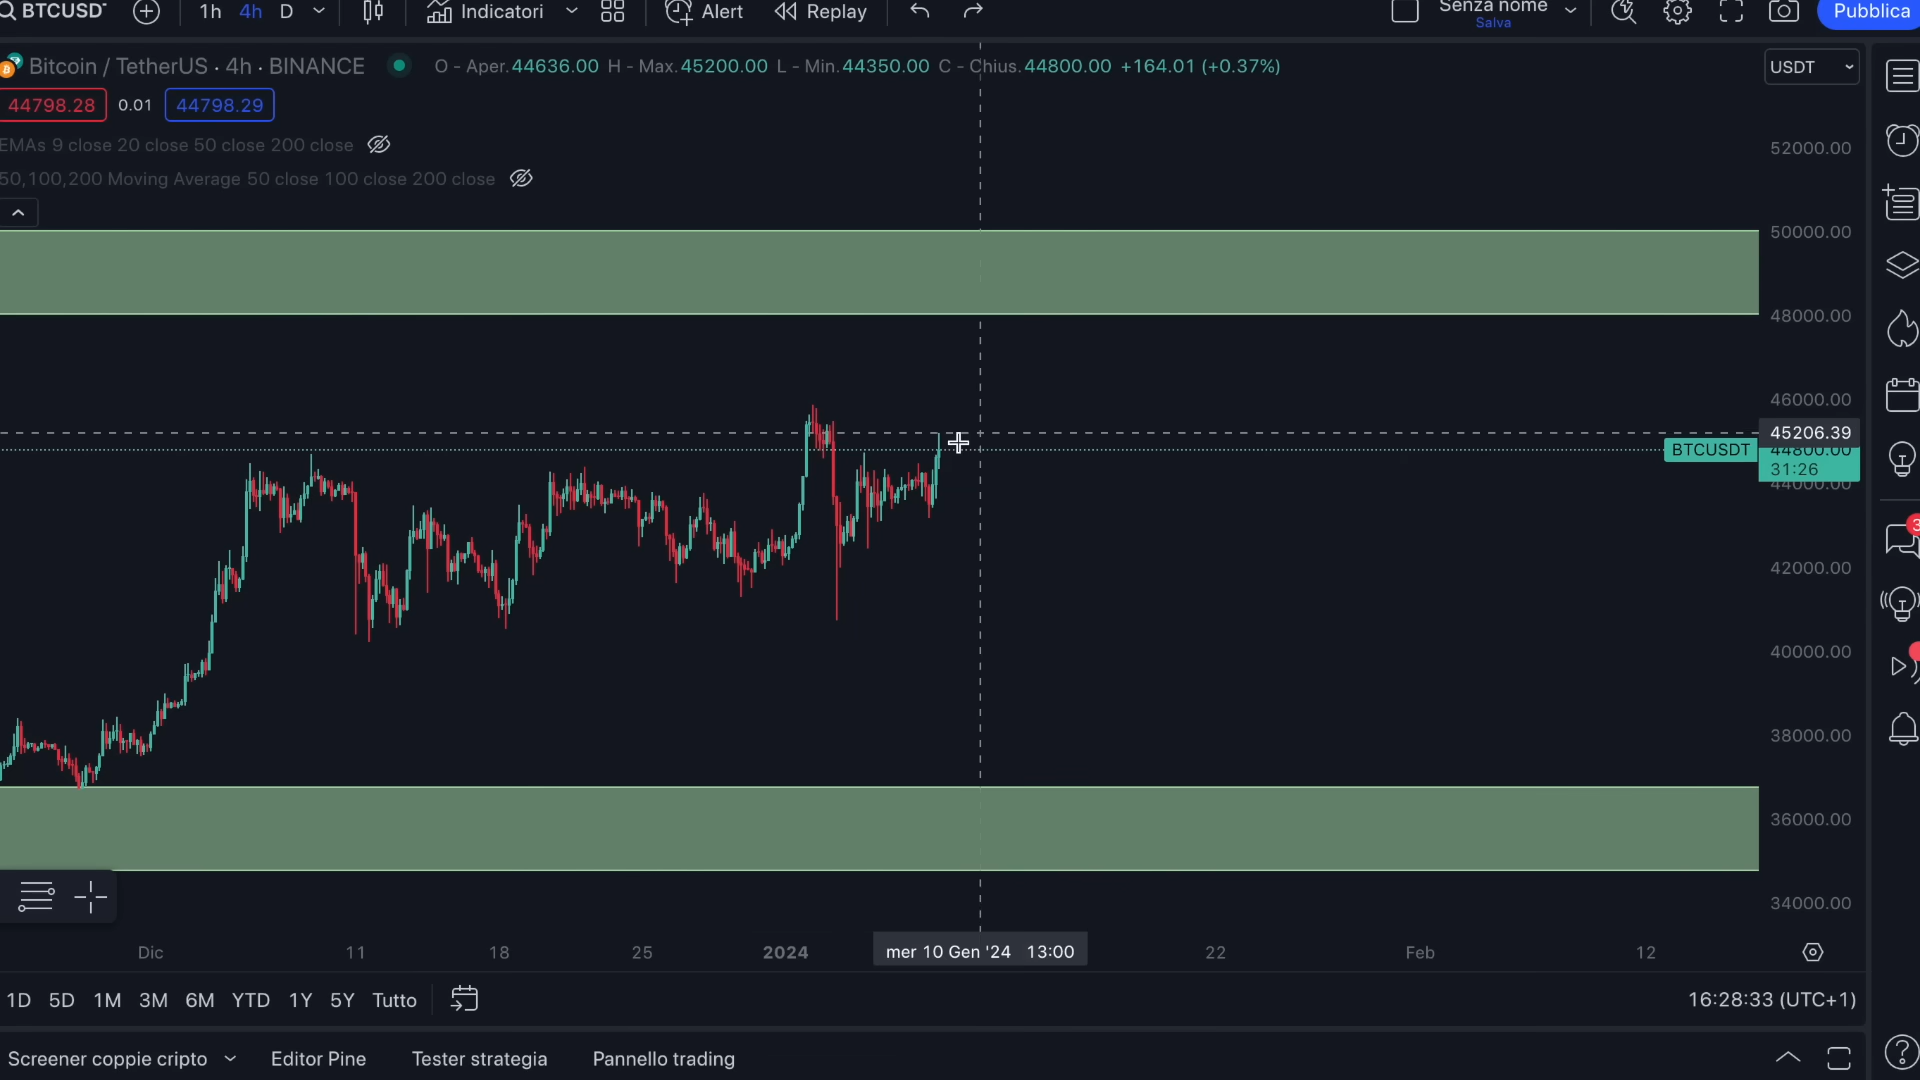 BTCUSD
1h 4h D Indicatori Alert Replay Senza nome Pubblica
Salva
Bitcoin / TetherUS · 4h · BINANCE O - Aper.44636.00 H - Max.45200.00 L - Min.44350.00 C - Chius.44800.00 +164.01 (+0.37%)
USDT
44798.28 0.01 44798.29
EMAs 9 close 20 close 50 close 200 close
50,100,200 Moving Average 50 close 100 close 200 close
52000.00
50000.00
48000.00
46000.00
45206.39
BTCUSDT 44800.00
31:26
44000.00
42000.00
40000.00
38000.00
36000.00
34000.00
3
Dic 11 18 25 2024 mer 10 Gen '24 13:00 22 Feb 12
1D 5D 1M 3M 6M YTD 1Y 5Y Tutto 16:28:33 (UTC+1)
Screener coppie cripto Editor Pine Tester strategia Pannello trading